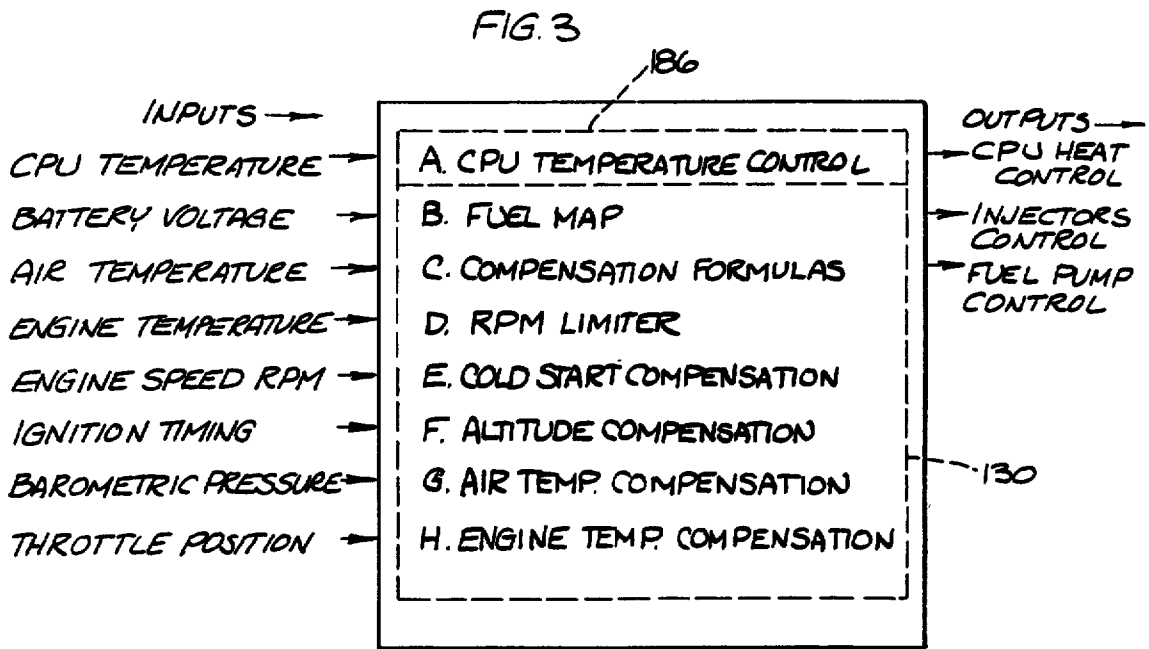 FIG. 3
186
INPUTS
CPU TEMPERATURE
BATTERY VOLTAGE
AIR TEMPERATURE
ENGINE TEMPERATURE
ENGINE SPEED RPM
IGNITION TIMING
BAROMETRIC PRESSURE
THROTTLE POSITION
A. CPU TEMPERATURE CONTROL
B. FUEL MAP
C. COMPENSATION FORMULAS
D. RPM LIMITER
E. COLD START COMPENSATION
F. ALTITUDE COMPENSATION
G. AIR TEMP. COMPENSATION
H. ENGINE TEMP. COMPENSATION
OUTPUTS
CPU HEAT
CONTROL
INJECTORS
CONTROL
FUEL PUMP
CONTROL
130